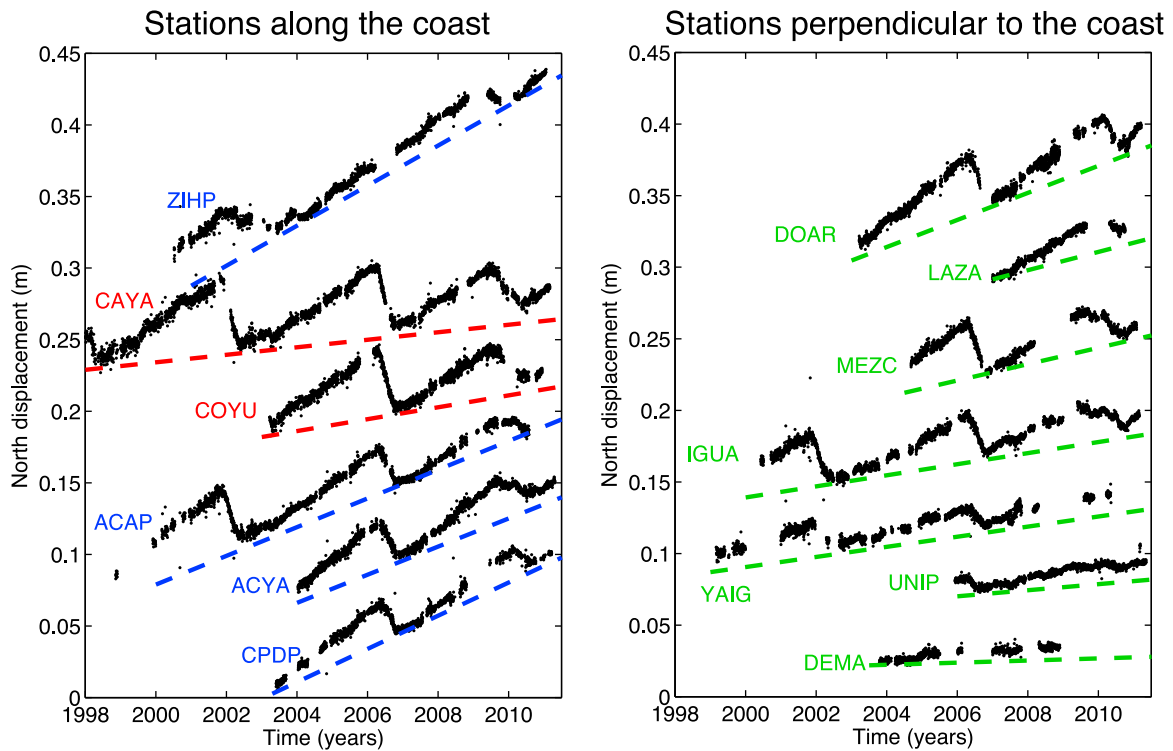 Stations along the coast
0.45
0.4
0.35
0.3
0.25
0.2
0.15
0.1
0.05
0
North displacement (m)
ZIHP
CAYA
COYU
ACAP
ACYA
CPDP
1998 2000 2002 2004 2006 2008 2010
Time (years)
Stations perpendicular to the coast
0.45
0.4
0.35
0.3
0.25
0.2
0.15
0.1
0.05
0
North displacement (m)
DOAR
LAZA
MEZC
IGUA
YAIG
UNIP
DEMA
1998 2000 2002 2004 2006 2008 2010
Time (years)